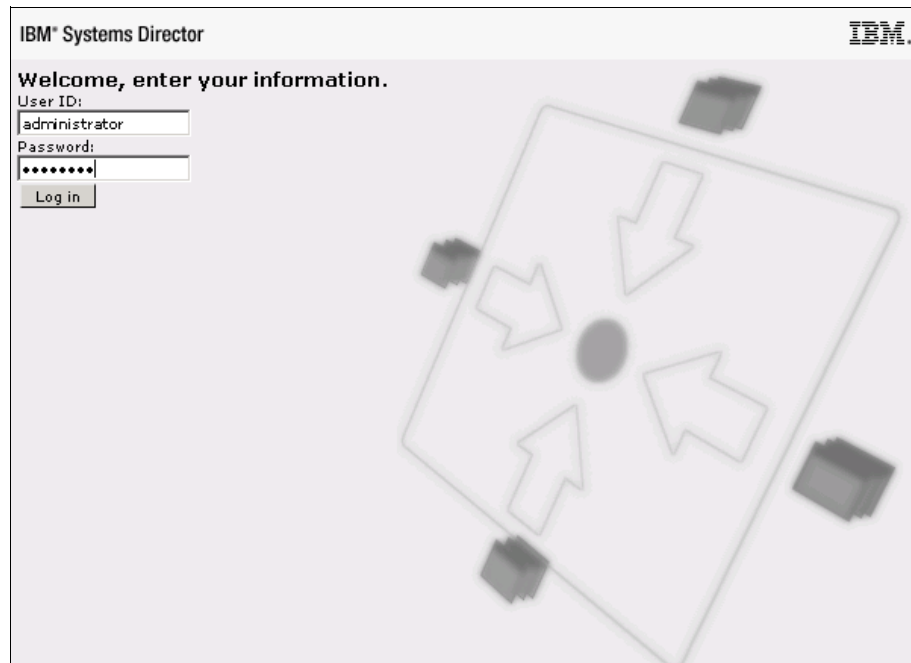 IBM® Systems Director
IBM.
Welcome, enter your information.
User ID:
administrator
Password:
••••••••
Log in